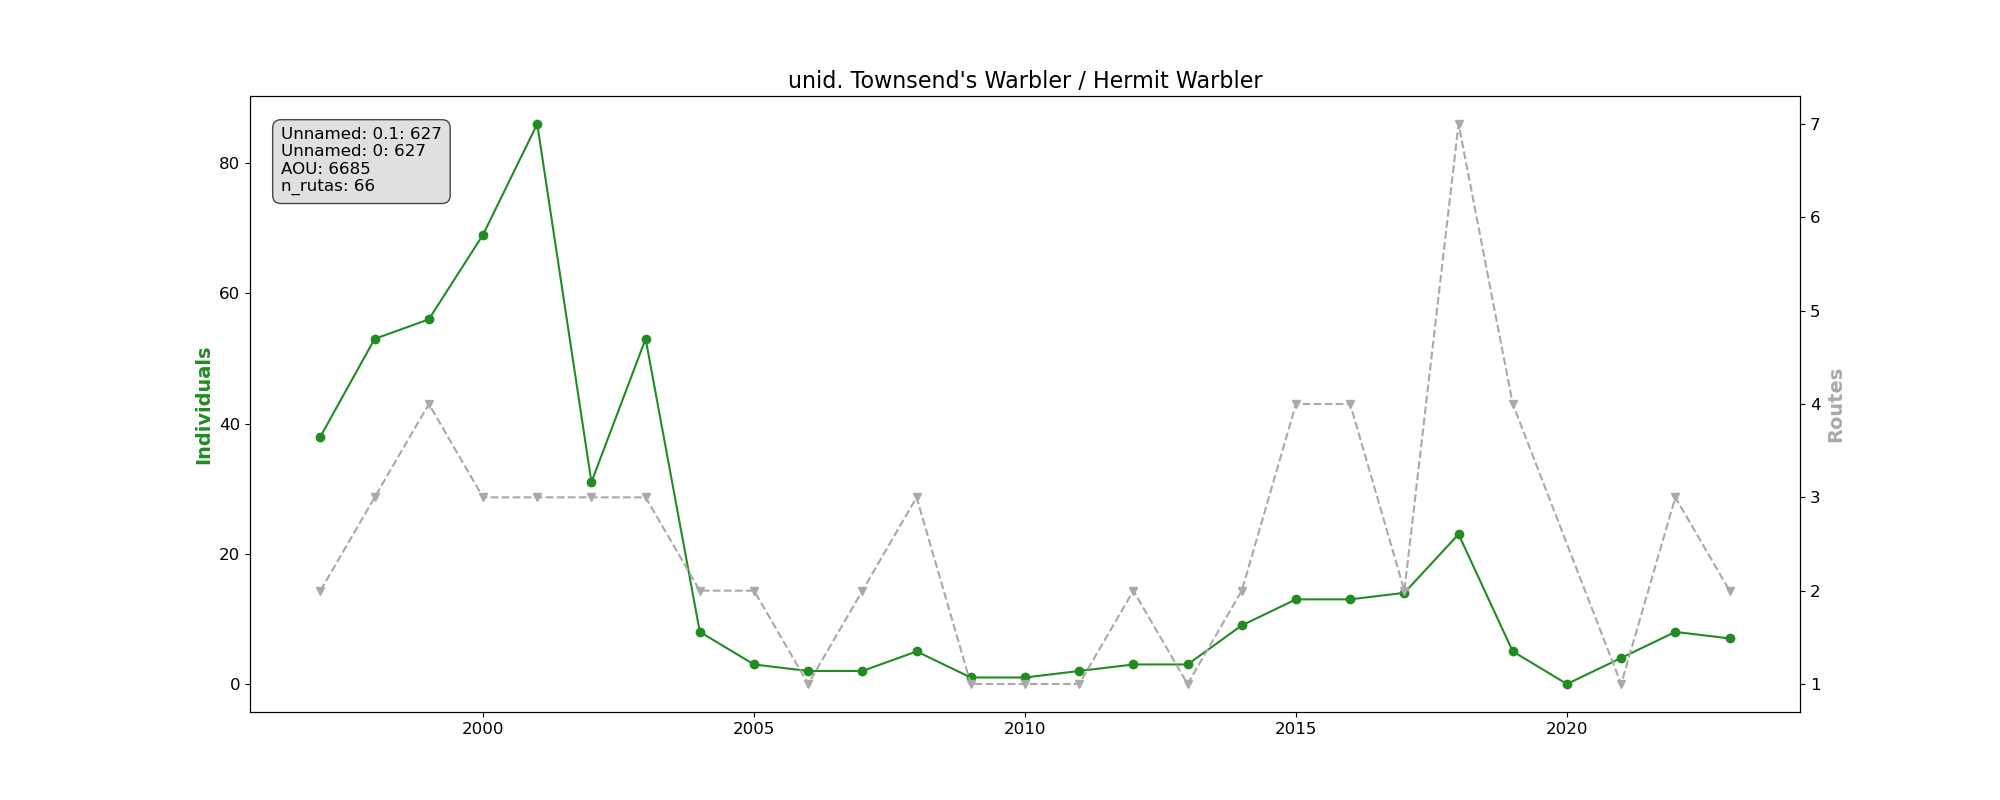 unid. Townsend's Warbler / Hermit Warbler
Unnamed: 0.1: 627
Unnamed: 0: 627
AOU: 6685
n_rutas: 66
Individuals
80
60
40
20
0
7
6
5
4
3
2
1
Routes
2000 2005 2010 2015 2020